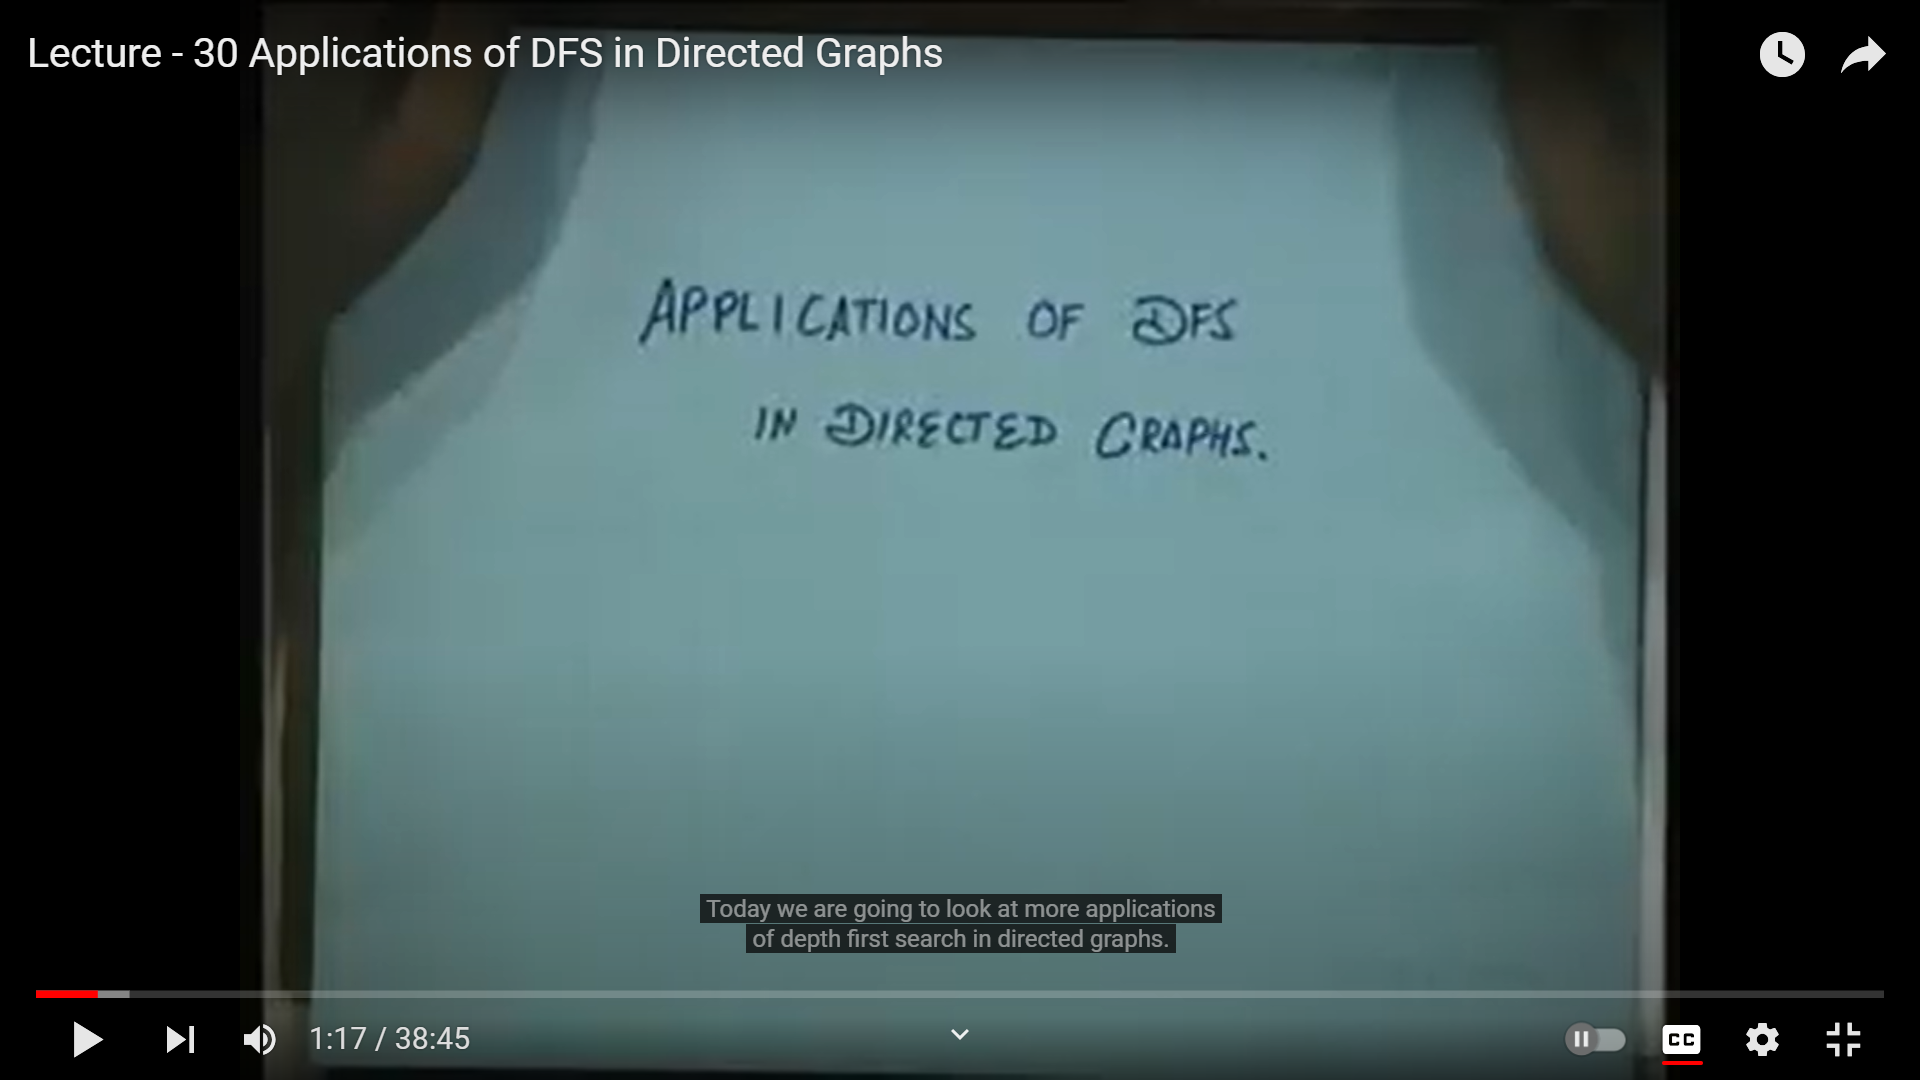 Lecture - 30 Applications of DFS in Directed Graphs
APPLICATIONS OF DFS
IN DIRECTED GRAPHS.
Today we are going to look at more applications
of depth first search in directed graphs.
1:17 / 38:45
CC